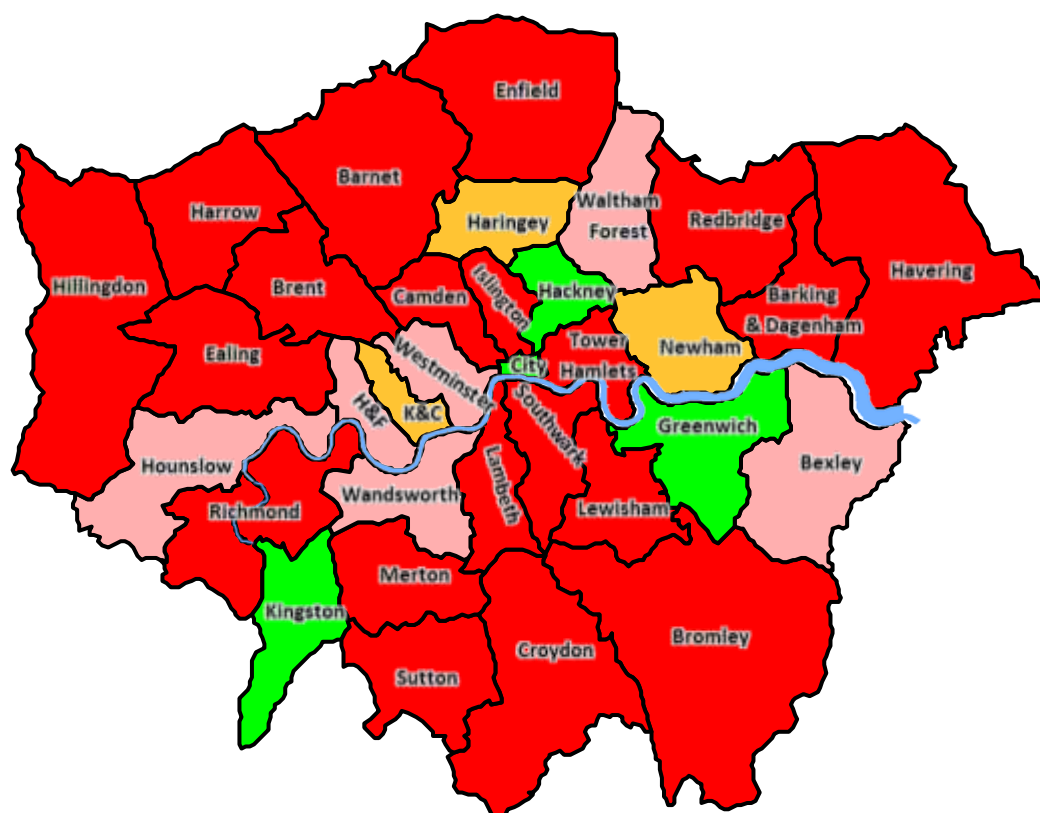 Enfield
Barnet
Haringey
Waltham
Forest
Harrow
Redbridge
Hillingdon
Brent
Camden
Islington
Hackney
Havering
Barking
& Dagenham
Ealing
Westminster
City
Tower
Hamlets
Newham
H&F
K&C
Southwark
Greenwich
Hounslow
Wandsworth
Lambeth
Bexley
Richmond
Lewisham
Merton
Kingston
Sutton
Croydon
Bromley